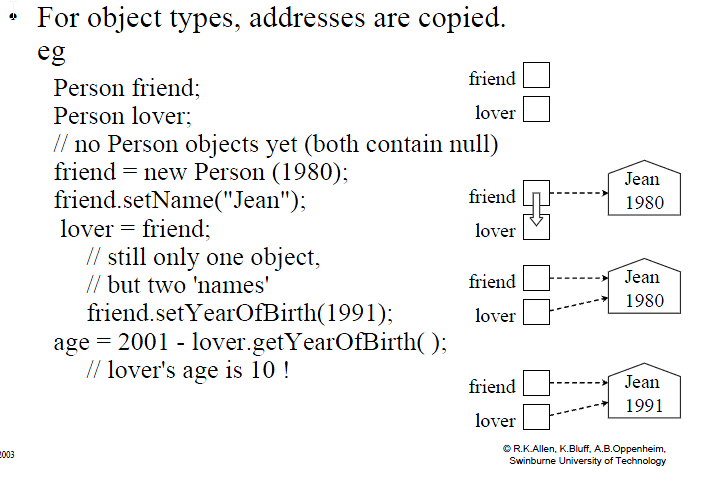 For object types, addresses are copied.
eg
Person friend;
Person lover;
// no Person objects yet (both contain null)
friend = new Person (1980);
friend.setName("Jean");
lover = friend;
// still only one object,
// but two 'names'
friend.setYearOfBirth(1991);
age = 2001 - lover.getYearOfBirth( );
// lover's age is 10 !
friend
lover
friend
lover
Jean
1980
friend
lover
Jean
1980
friend
lover
Jean
1991
2003
© R.K.Allen, K.Bluff, A.B.Oppenheim,
Swinburne University of Technology